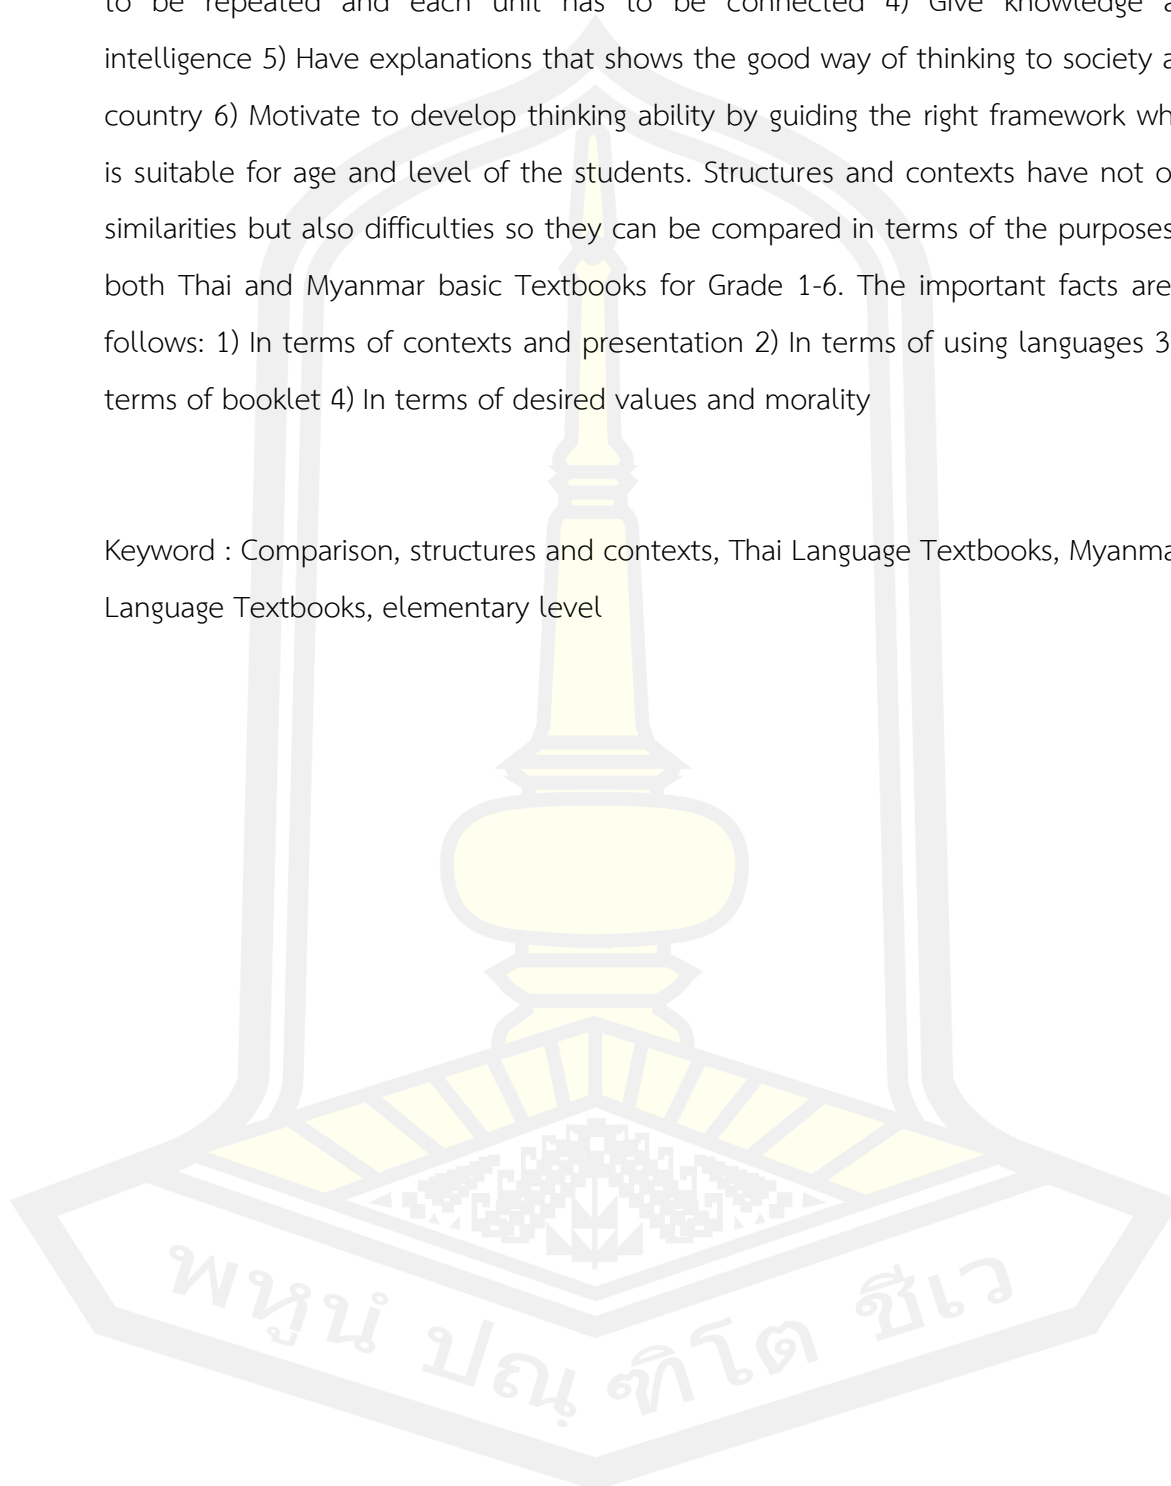 to be repeated and each unit has to be connected 4) Give knowledge a
intelligence 5) Have explanations that shows the good way of thinking to society a
country 6) Motivate to develop thinking ability by guiding the right framework wh
is suitable for age and level of the students. Structures and contexts have not o
similarities but also difficulties so they can be compared in terms of the purposes
both Thai and Myanmar basic Textbooks for Grade 1-6. The important facts are
follows: 1) In terms of contexts and presentation 2) In terms of using languages 3
terms of booklet 4) In terms of desired values and morality
Keyword : Comparison, structures and contexts, Thai Language Textbooks, Myanma
Language Textbooks, elementary level
พหูนํ ปณฺฑิโต ชีเว